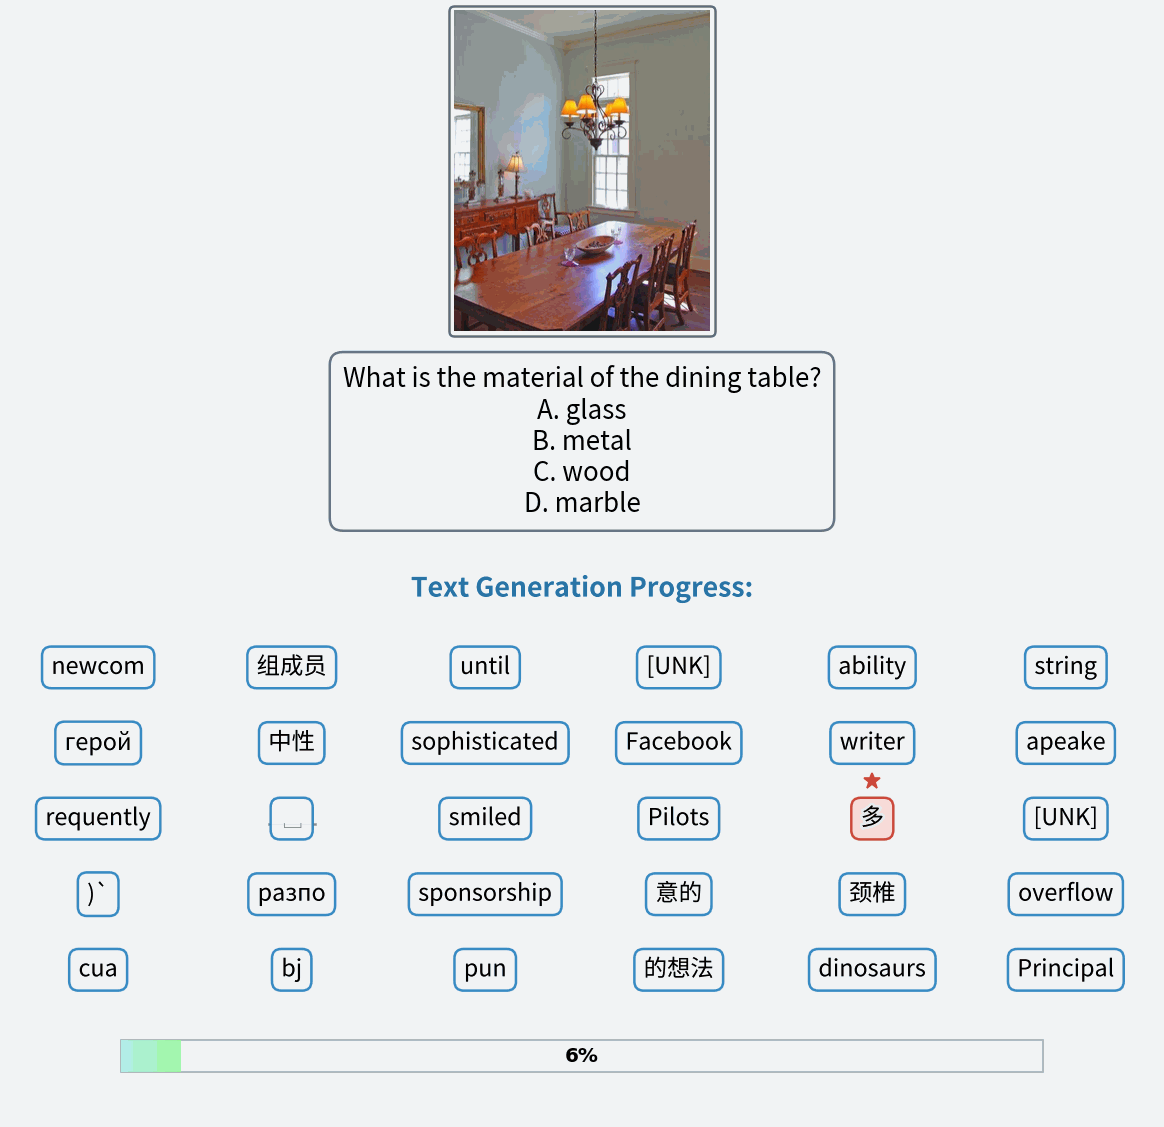 What is the material of the dining table?
A. glass
B. metal
C. wood
D. marble
Text Generation Progress:
newcom 组成员 until [UNK] ability string
герой 中性 sophisticated Facebook writer apeake
requently ␣ smiled Pilots 多 [UNK]
)` разпо sponsorship 意的 颈椎 overflow
cua bj pun 的想法 dinosaurs Principal
6%